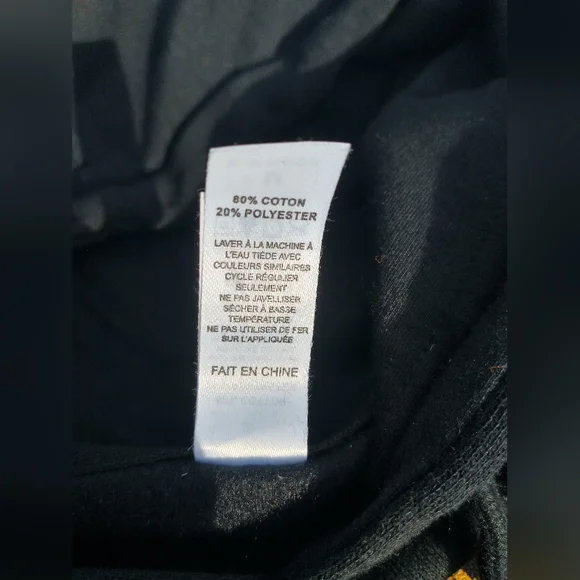 80% COTON
20% POLYESTER
LAVER À LA MACHINE À
L'EAU TIÈDE AVEC
COULEURS SIMILAIRES
CYCLE RÉGULIER
SEULEMENT
NE PAS JAVELLISER
SÉCHER À BASSE
TEMPÉRATURE
NE PAS UTILISER DE FER
SUR L'APPLIQUÉE
FAIT EN CHINE